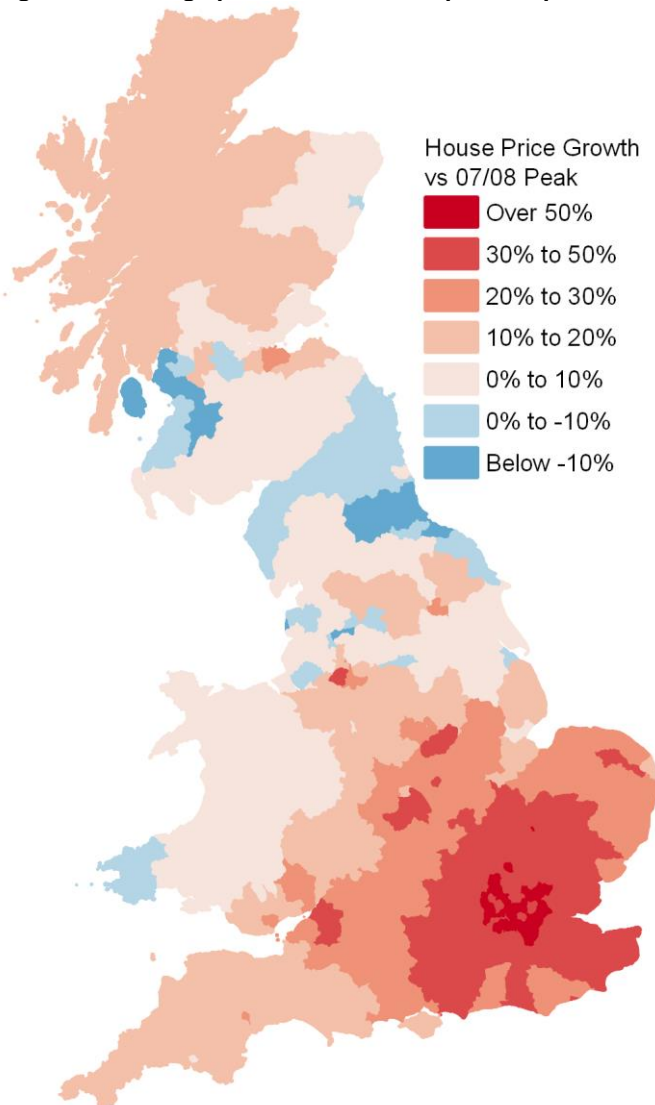 House Price Growth
vs 07/08 Peak
Over 50%
30% to 50%
20% to 30%
10% to 20%
0% to 10%
0% to -10%
Below -10%